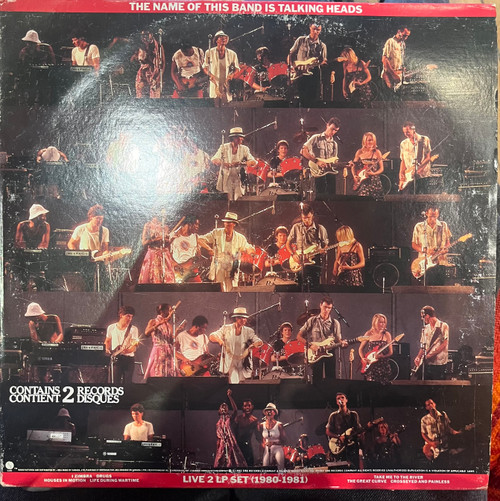 THE NAME OF THIS BAND IS TALKING HEADS
CONTAINS 2 RECORDS
CONTIENT 2 DISQUES
I ZIMBRA DRUGS
HOUSES IN MOTION LIFE DURING WARTIME
LIVE 2 LP SET (1980-1981)
TAKE ME TO THE RIVER
THE GREAT CURVE CROSSEYED AND PAINLESS